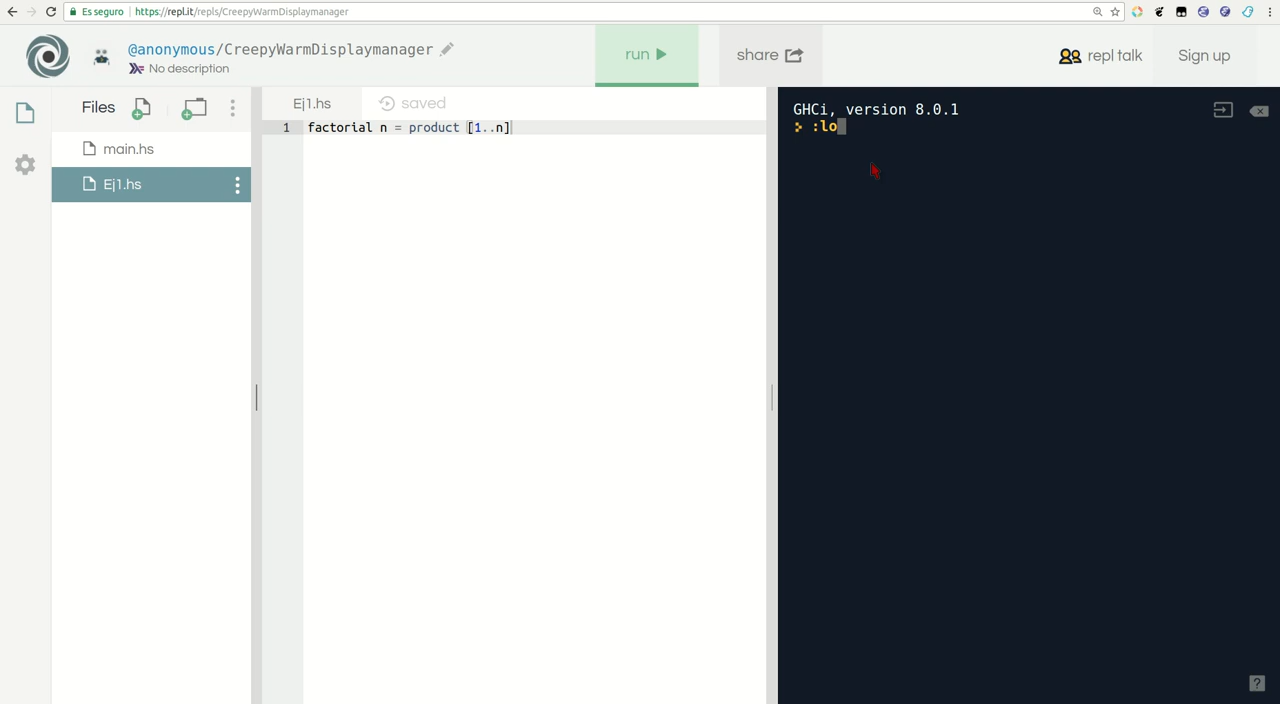 Es seguro | https://repl.it/repls/CreepyWarmDisplaymanager
@anonymous/CreepyWarmDisplaymanager
No description
run
share
repl talk
Sign up
Files
main.hs
Ej1.hs
Ej1.hs
saved
1 factorial n = product [1..n]
GHCi, version 8.0.1
:lo
?